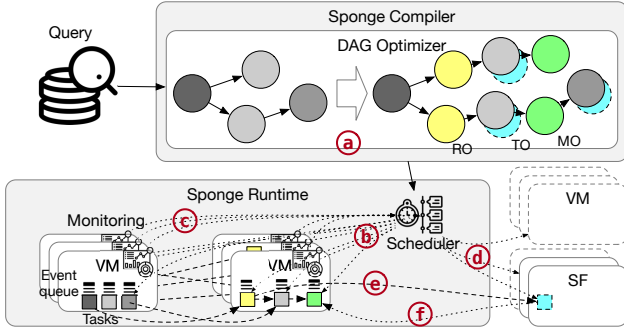 Sponge Compiler
Query
DAG Optimizer
a
RO
TO
MO
Sponge Runtime
Monitoring
c
b
Scheduler
VM
VM
VM
d
SF
Event
queue
e
f
Tasks